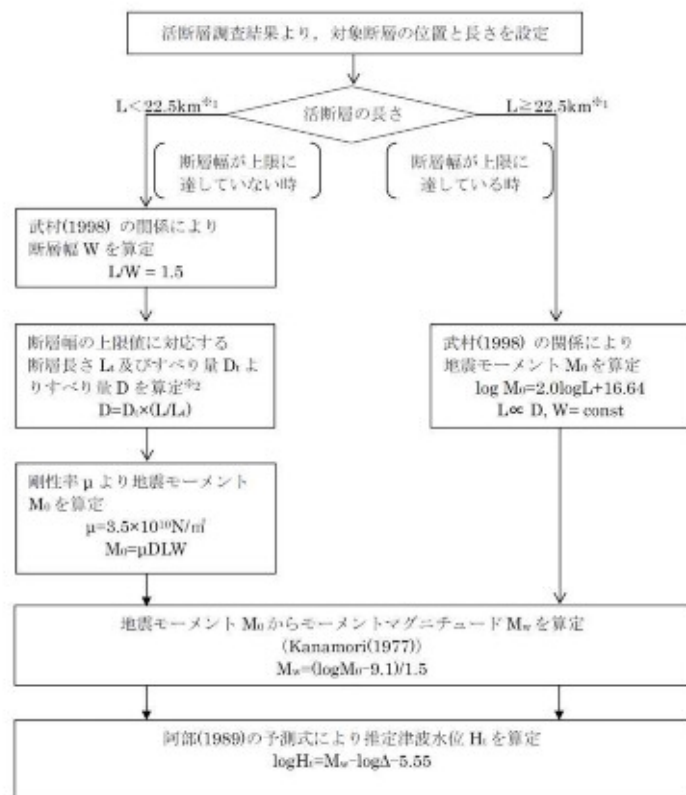 活断層調査結果より，対象断層の位置と長さを設定
L<22.5km※1
L≧22.5km※1
活断層の長さ
断層幅が上限に
達していない時
断層幅が上限に
達している時
武村(1998) の関係により
断層幅 W を算定
L/W = 1.5
断層幅の上限値に対応する
断層長さ Lt 及びすべり量 Dt よ
りすべり量 D を算定※2
D=Dt×(L/Lt)
武村(1998) の関係により
地震モーメント M0 を算定
log M0=2.0logL+16.64
L∝ D, W= const
剛性率 μ より地震モーメント
M0 を算定
μ=3.5×10¹⁰N/㎡
M0=μDLW
地震モーメント M0 からモーメントマグニチュード Mw を算定
（Kanamori(1977)）
Mw=(logM0-9.1)/1.5
阿部(1989)の予測式により推定津波水位 Ht を算定
logHt=Mw-logΔ-5.55